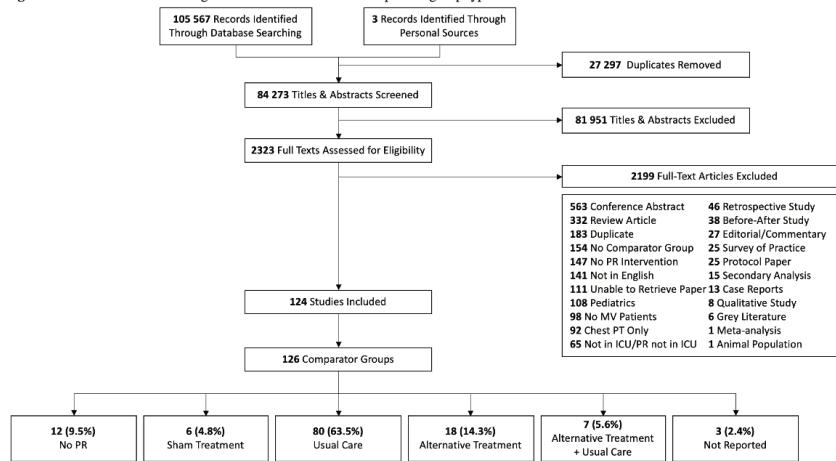 105 567 Records Identified
Through Database Searching
3 Records Identified Through
Personal Sources
27 297 Duplicates Removed
84 273 Titles & Abstracts Screened
81 951 Titles & Abstracts Excluded
2323 Full Texts Assessed for Eligibility
2199 Full-Text Articles Excluded
563 Conference Abstract
332 Review Article
183 Duplicate
154 No Comparator Group
147 No PR Intervention
141 Not in English
111 Unable to Retrieve Paper
108 Pediatrics
98 No MV Patients
92 Chest PT Only
65 Not in ICU/PR not in ICU
46 Retrospective Study
38 Before-After Study
27 Editorial/Commentary
25 Survey of Practice
25 Protocol Paper
15 Secondary Analysis
13 Case Reports
8 Qualitative Study
6 Grey Literature
1 Meta-analysis
1 Animal Population
124 Studies Included
126 Comparator Groups
12 (9.5%)
No PR
6 (4.8%)
Sham Treatment
80 (63.5%)
Usual Care
18 (14.3%)
Alternative Treatment
7 (5.6%)
Alternative Treatment
+ Usual Care
3 (2.4%)
Not Reported